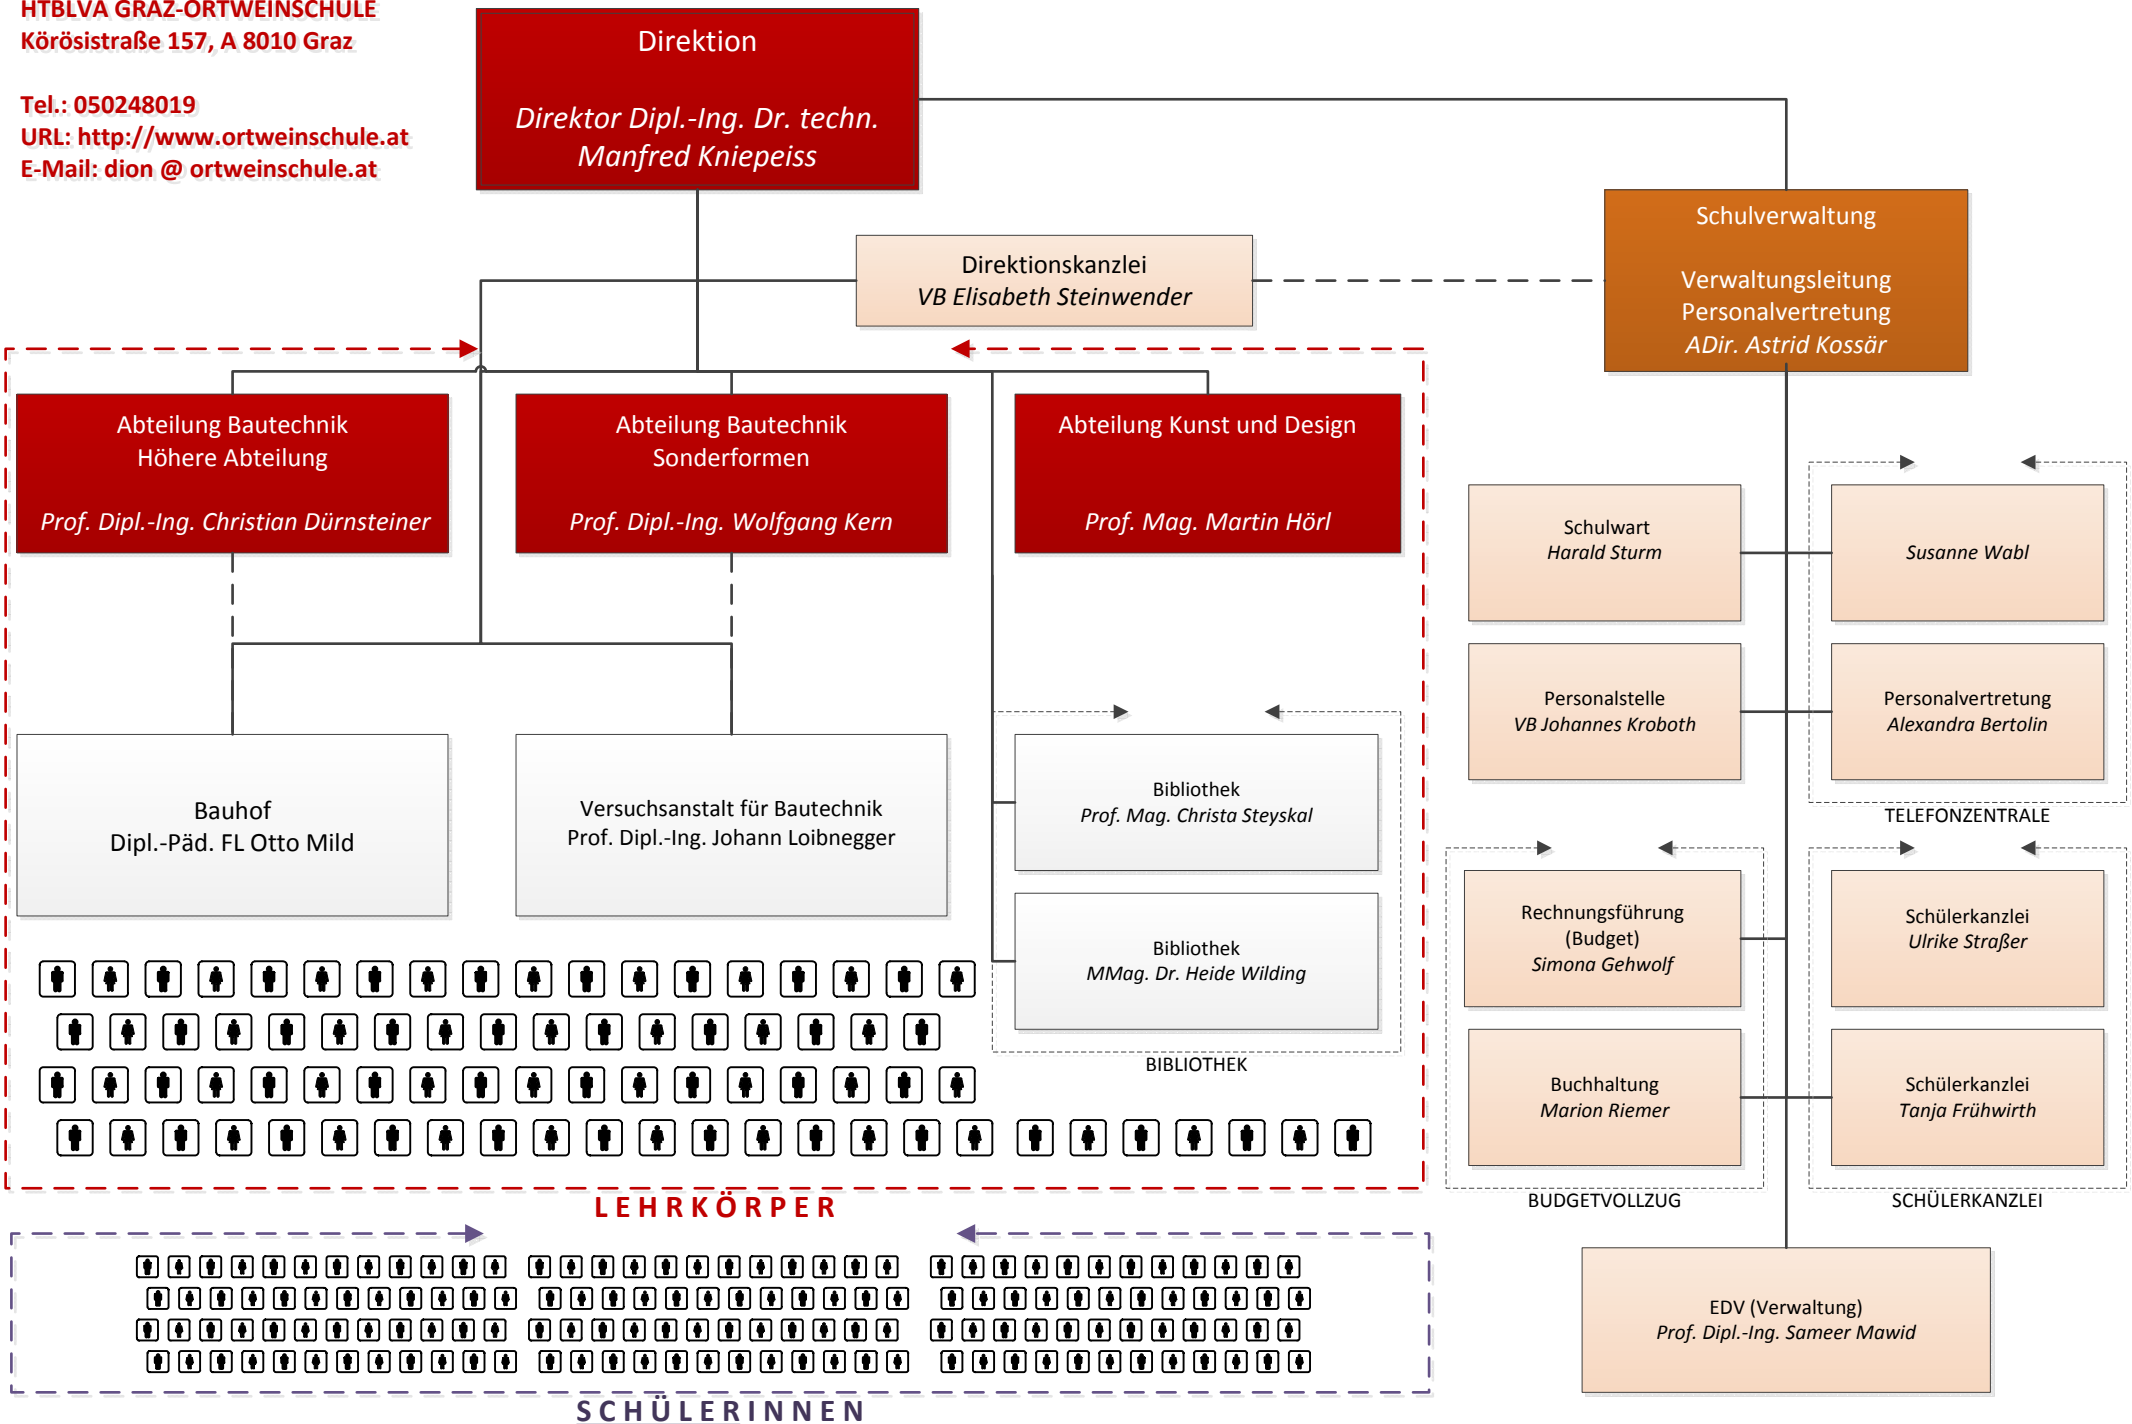 HTBLVA GRAZ-ORTWEINSCHULE
Körösistraße 157, A 8010 Graz
Tel.: 050248019
URL: http://www.ortweinschule.at
E-Mail: dion @ ortweinschule.at
Direktion
Direktor Dipl.-Ing. Dr. techn.
Manfred Kniepeiss
Schulverwaltung
Verwaltungsleitung
Personalvertretung
ADir. Astrid Kossär
Direktionskanzlei
VB Elisabeth Steinwender
Abteilung Bautechnik
Höhere Abteilung
Prof. Dipl.-Ing. Christian Dürnsteiner
Abteilung Bautechnik
Sonderformen
Prof. Dipl.-Ing. Wolfgang Kern
Abteilung Kunst und Design
Prof. Mag. Martin Hörl
Schulwart
Harald Sturm
Susanne Wabl
Personalstelle
VB Johannes Kroboth
Personalvertretung
Alexandra Bertolin
TELEFONZENTRALE
Bauhof
Dipl.-Päd. FL Otto Mild
Versuchsanstalt für Bautechnik
Prof. Dipl.-Ing. Johann Loibnegger
Bibliothek
Prof. Mag. Christa Steyskal
Bibliothek
MMag. Dr. Heide Wilding
BIBLIOTHEK
Rechnungsführung
(Budget)
Simona Gehwolf
Schülerkanzlei
Ulrike Straßer
Buchhaltung
Marion Riemer
Schülerkanzlei
Tanja Frühwirth
BUDGETVOLLZUG
SCHÜLERKANZLEI
LEHRKÖRPER
EDV (Verwaltung)
Prof. Dipl.-Ing. Sameer Mawid
SCHÜLERINNEN